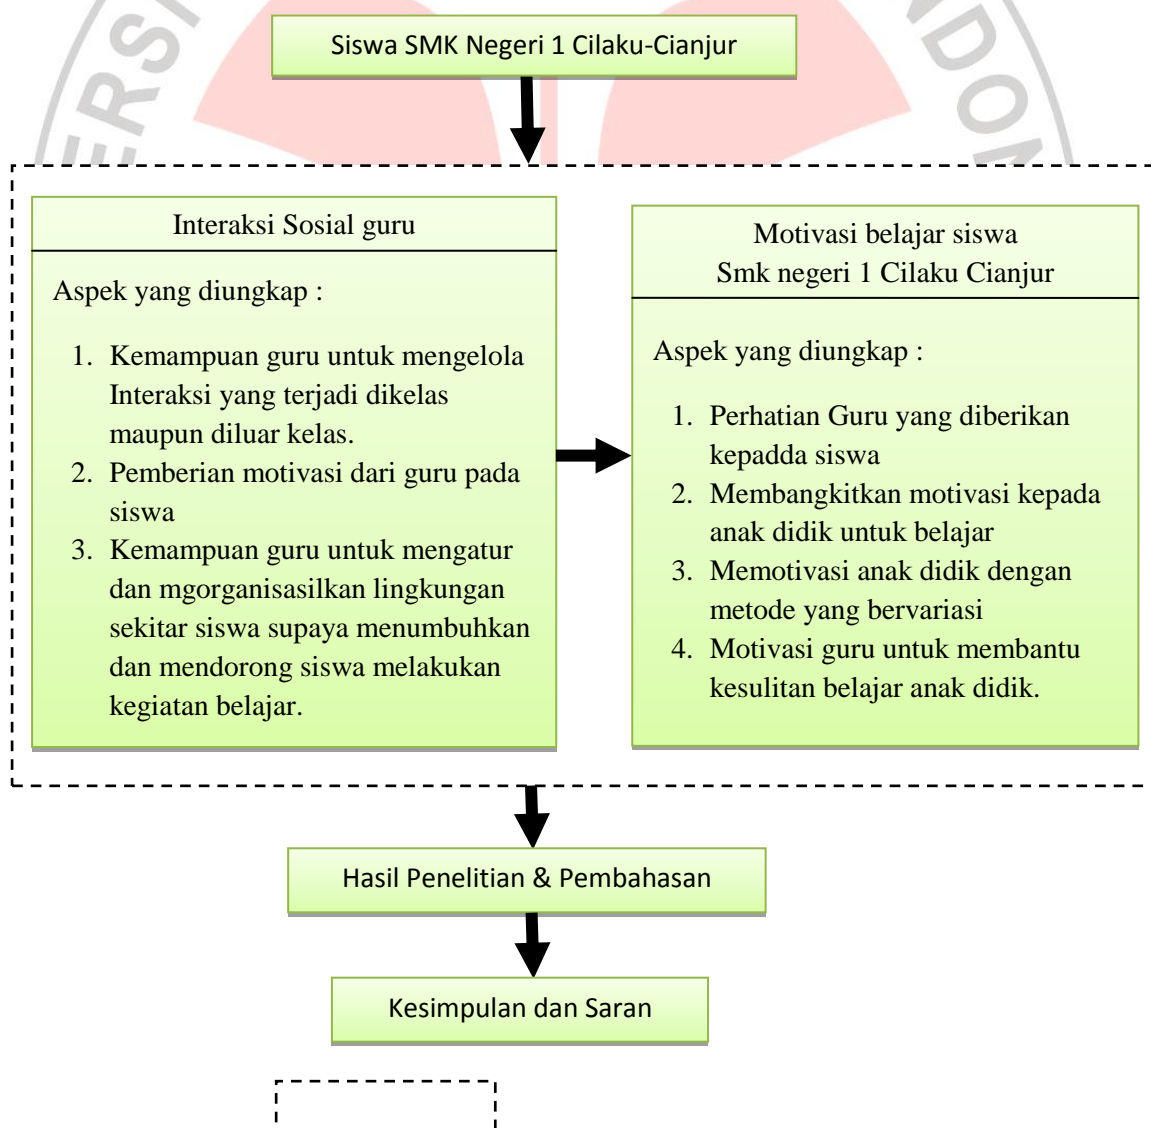 Siswa SMK Negeri 1 Cilaku-Cianjur
Interaksi Sosial guru
Aspek yang diungkap :
1. Kemampuan guru untuk mengelola
Interaksi yang terjadi dikelas
maupun diluar kelas.
2. Pemberian motivasi dari guru pada
siswa
3. Kemampuan guru untuk mengatur
dan mgorganisasilkan lingkungan
sekitar siswa supaya menumbuhkan
dan mendorong siswa melakukan
kegiatan belajar.
Motivasi belajar siswa
Smk negeri 1 Cilaku Cianjur
Aspek yang diungkap :
1. Perhatian Guru yang diberikan
kepadda siswa
2. Membangkitkan motivasi kepada
anak didik untuk belajar
3. Memotivasi anak didik dengan
metode yang bervariasi
4. Motivasi guru untuk membantu
kesulitan belajar anak didik.
Hasil Penelitian & Pembahasan
Kesimpulan dan Saran